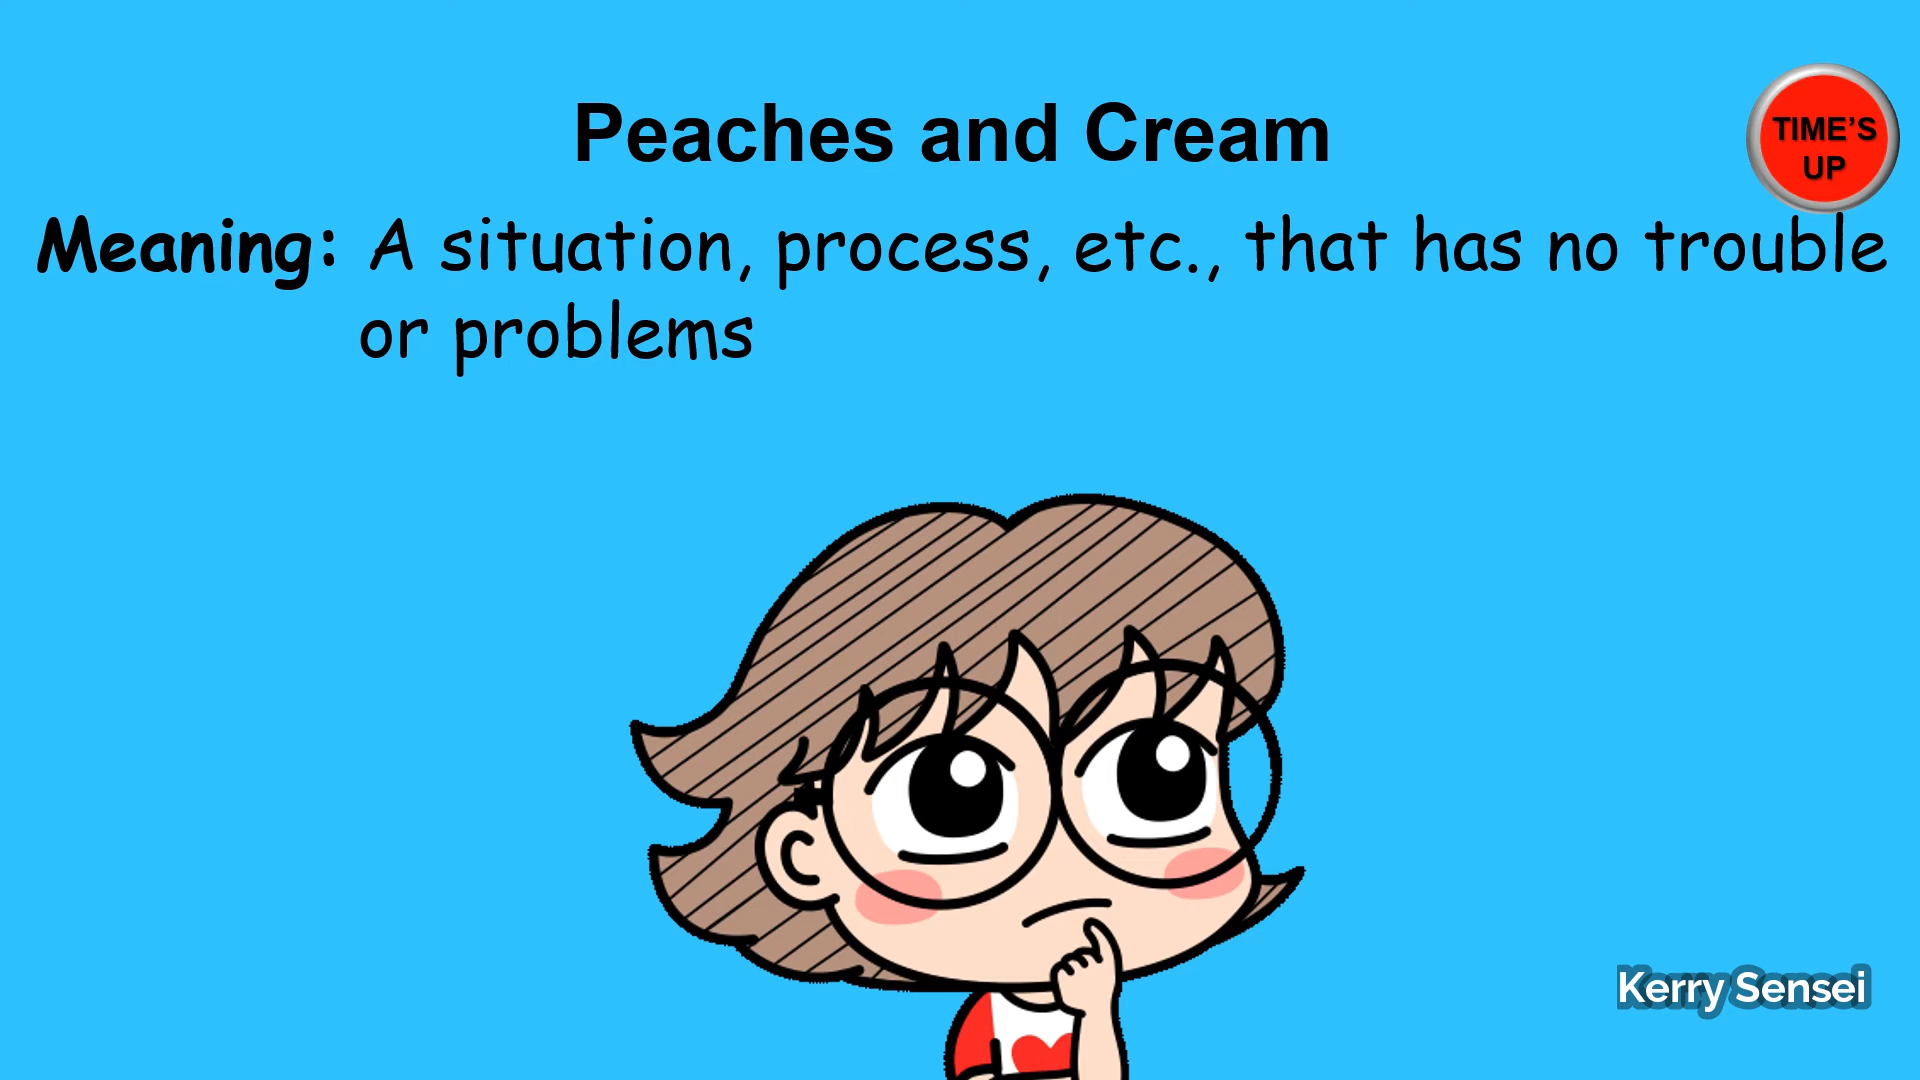 Peaches and Cream
TIME’S
UP
Meaning: A situation, process, etc., that has no trouble
or problems
Kerry Sensei